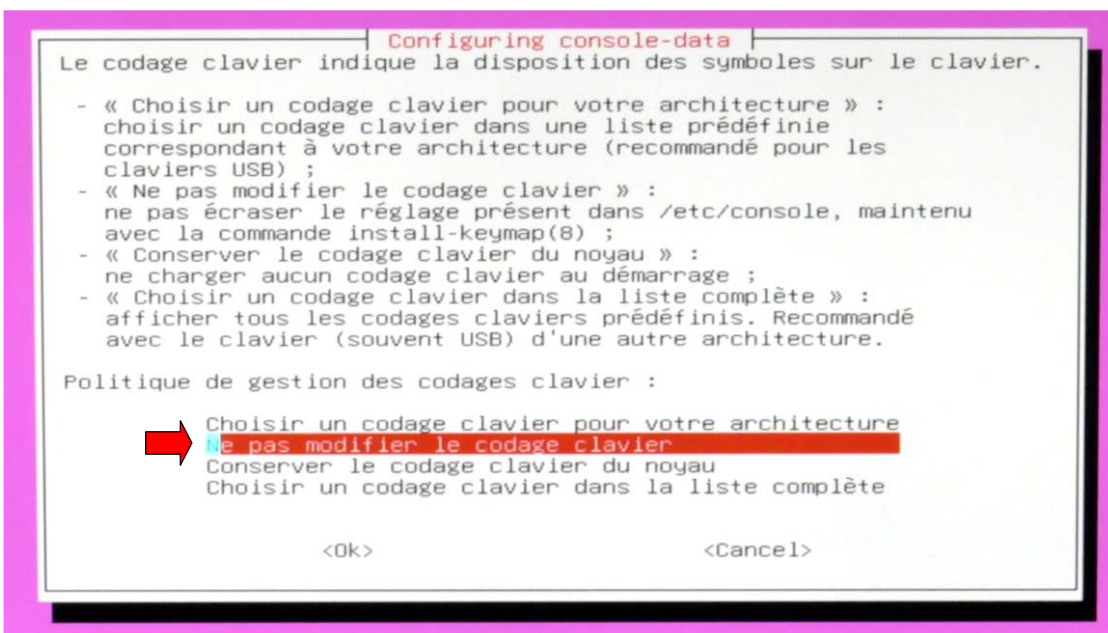 Configuring console-data
Le codage clavier indique la disposition des symboles sur le clavier.
- « Choisir un codage clavier pour votre architecture » :
choisir un codage clavier dans une liste prédéfinie
correspondant à votre architecture (recommandé pour les
claviers USB) ;
- « Ne pas modifier le codage clavier » :
ne pas écraser le réglage présent dans /etc/console, maintenu
avec la commande install-keymap(8) ;
- « Conserver le codage clavier du noyau » :
ne charger aucun codage clavier au démarrage ;
- « Choisir un codage clavier dans la liste complète » :
afficher tous les codages claviers prédéfinis. Recommandé
avec le clavier (souvent USB) d'une autre architecture.
Politique de gestion des codages clavier :
Choisir un codage clavier pour votre architecture
Ne pas modifier le codage clavier
Conserver le codage clavier du noyau
Choisir un codage clavier dans la liste complète
<Ok> <Cancel>